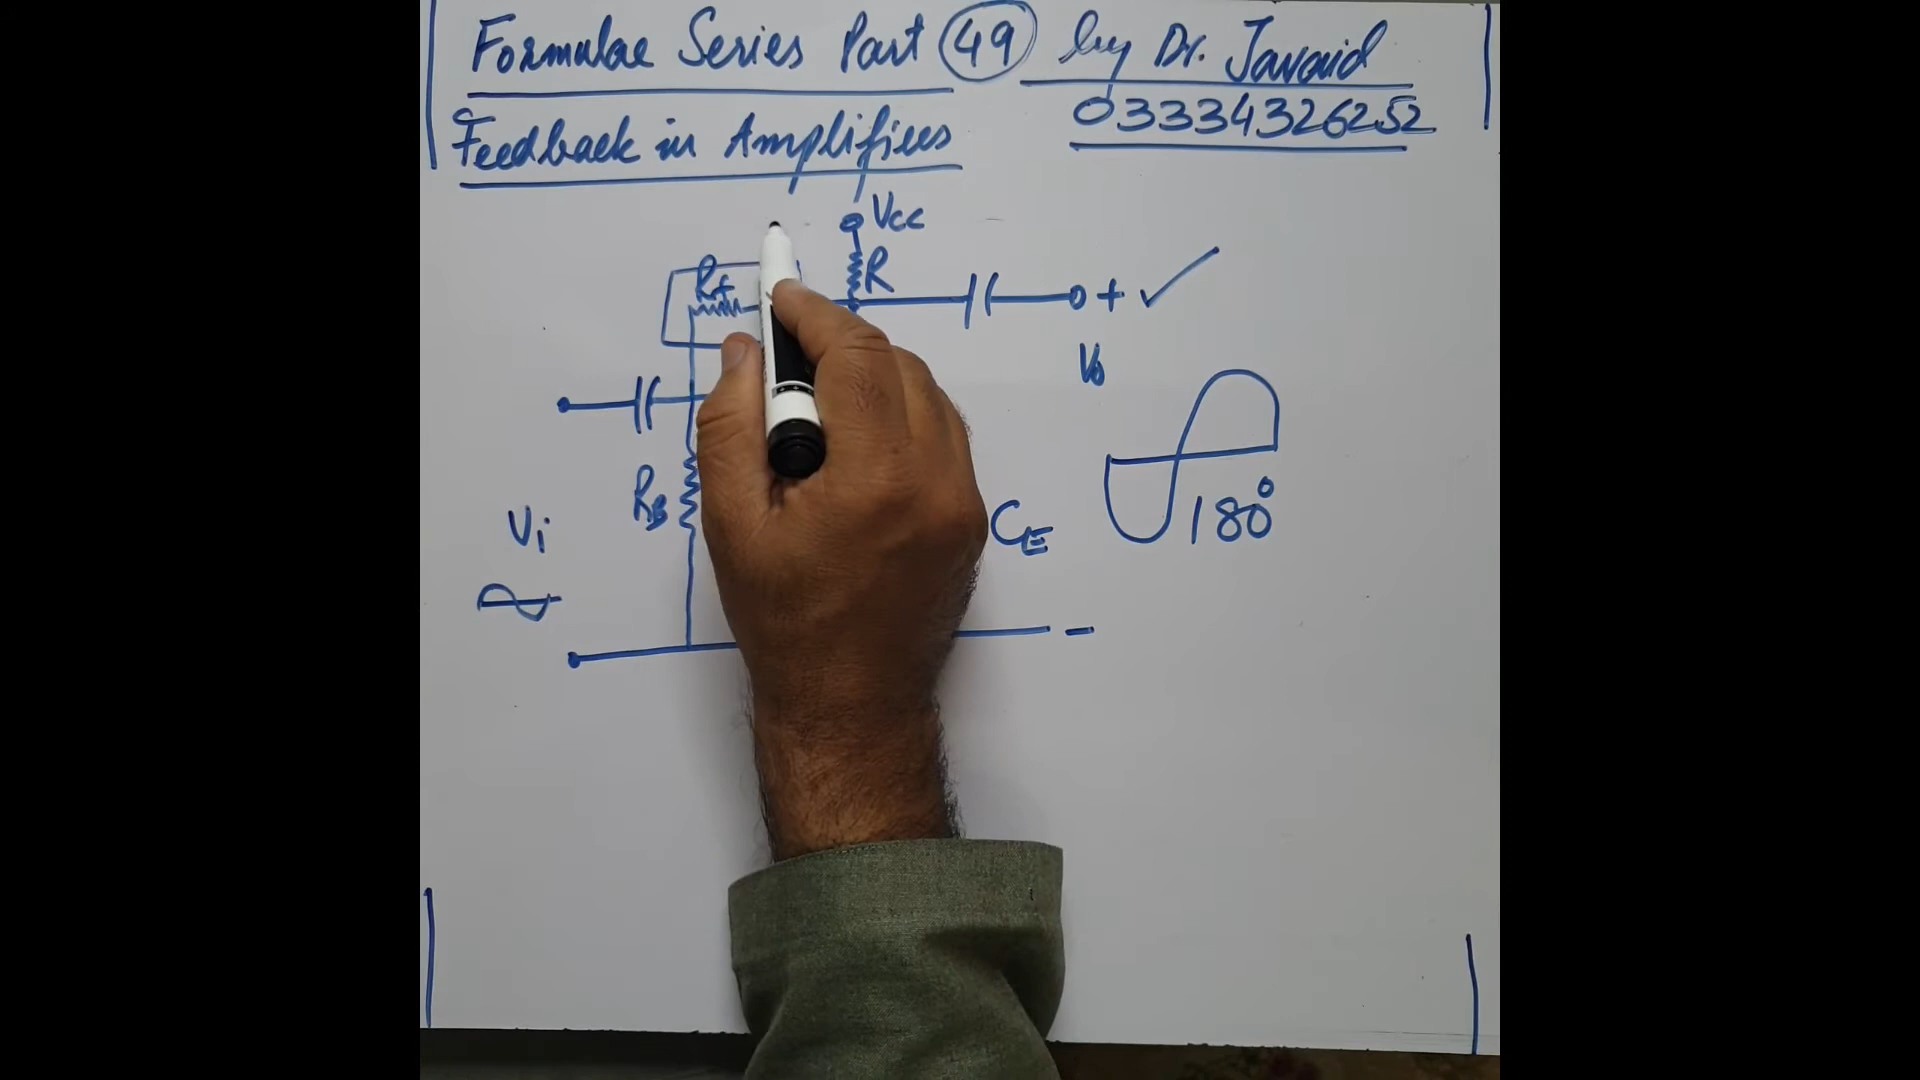 Formulae Series Part 49 by Dr. Javaid
03334326252
Feedback in Amplifiers
Vcc
R
Rf
+
Vo
RB
Vi
CE
180°
-